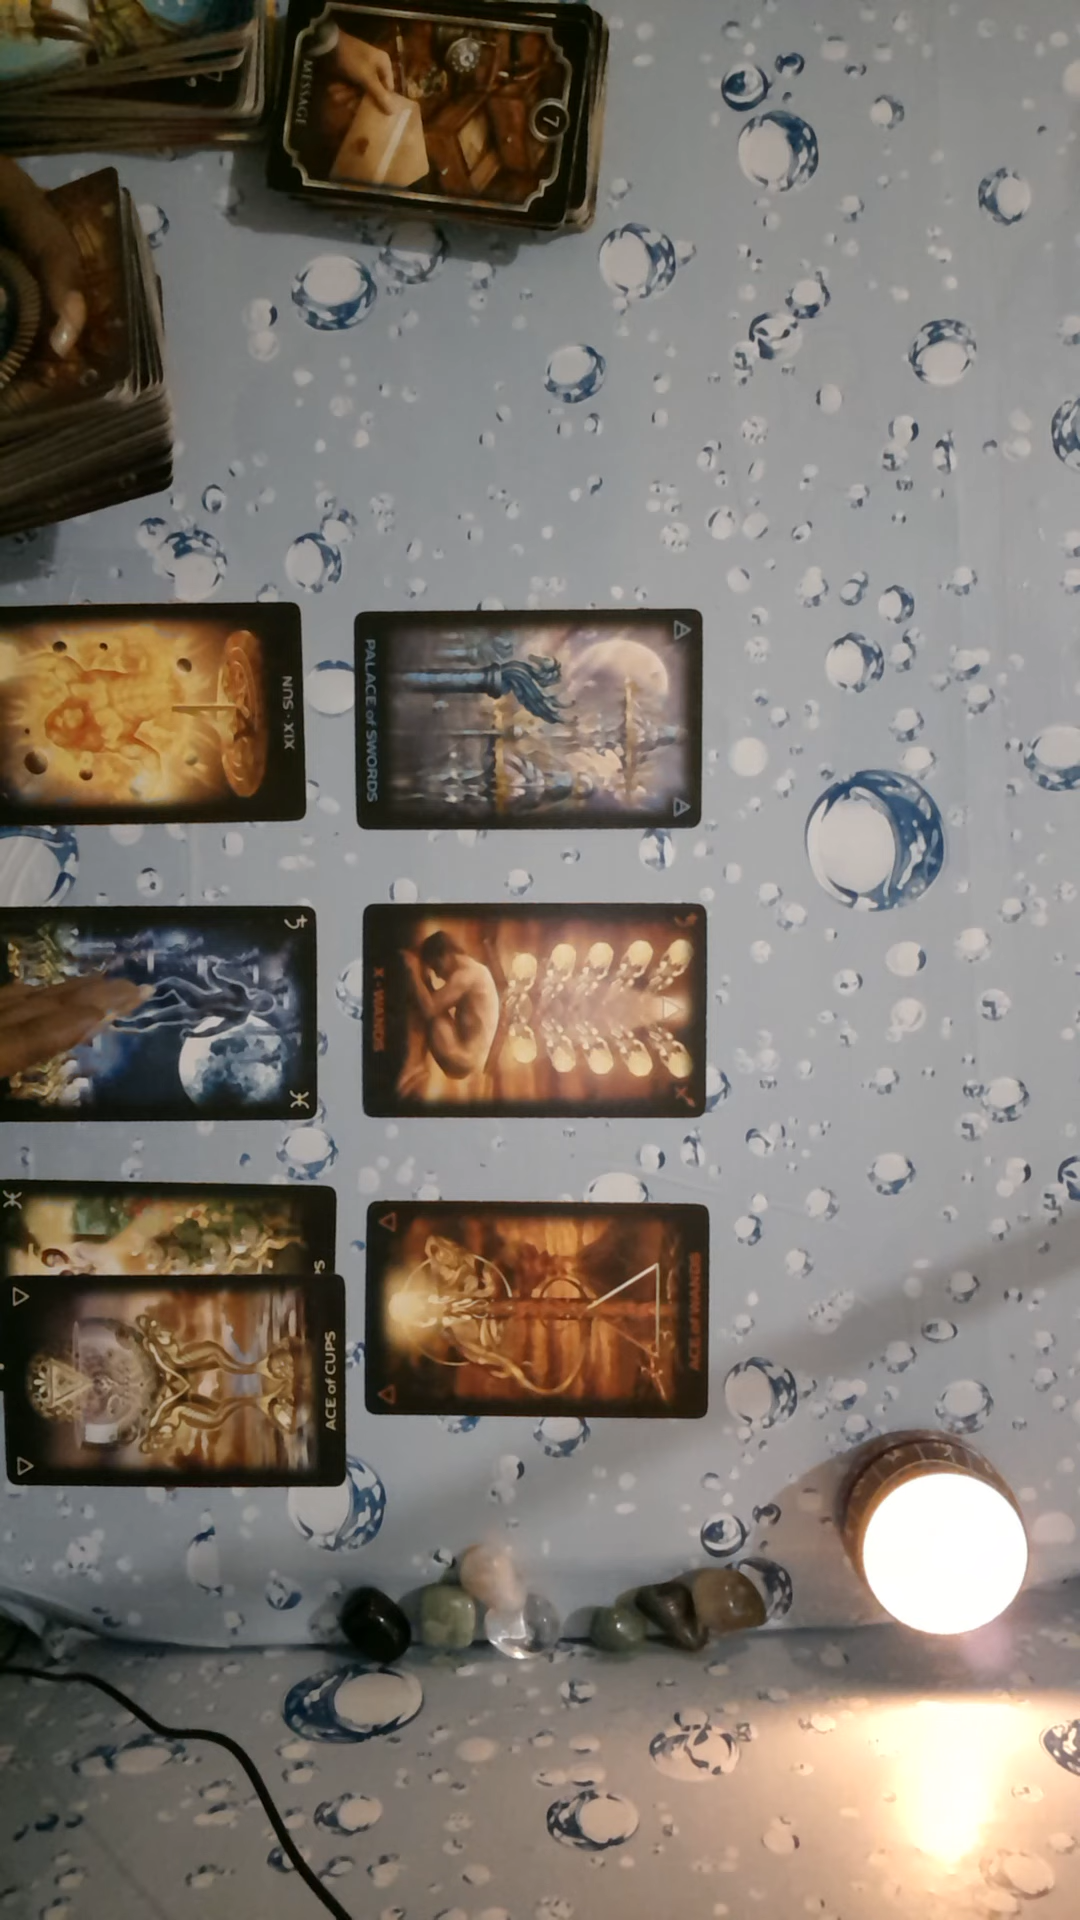 MESSAGE
7
SUN · XIX
PALACE of SWORDS
X · WANDS
ACE of CUPS
ACE of WANDS